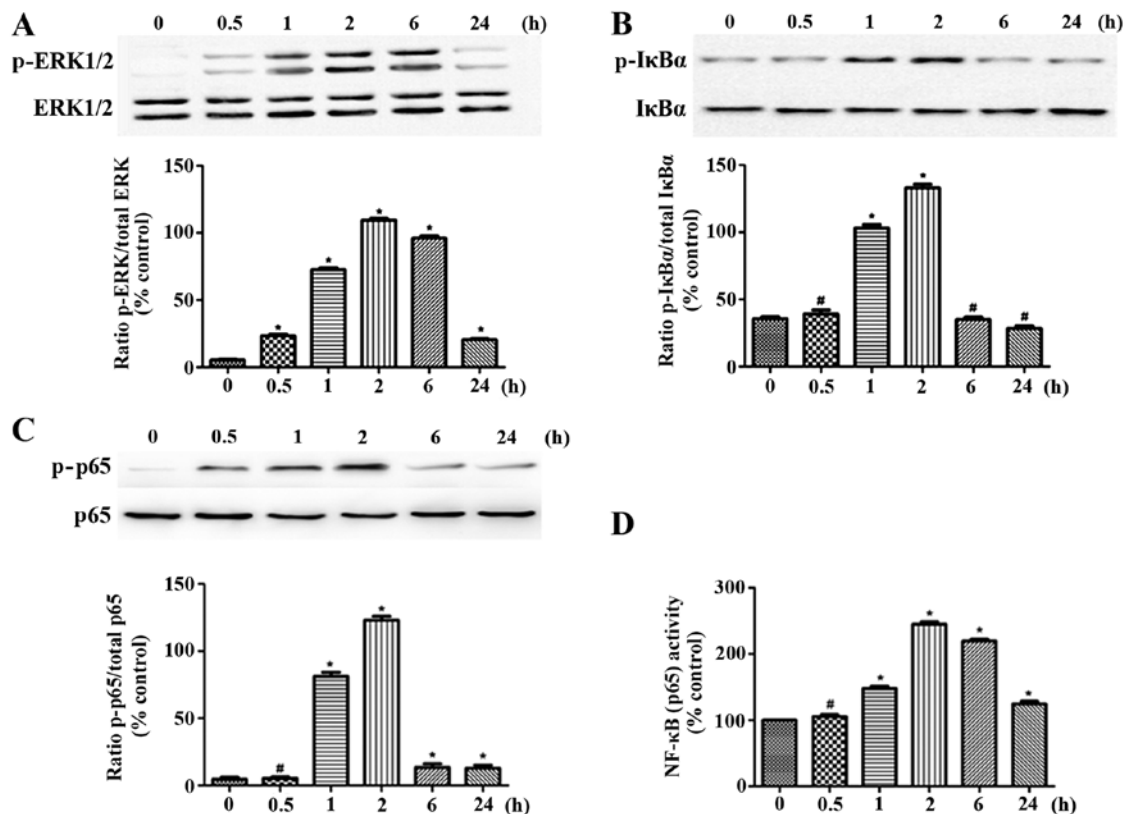 A
0 0.5 1 2 6 24 (h)
p-ERK1/2
ERK1/2
150
100
50
0
Ratio p-ERK/total ERK
(% control)
* * * * *
0 0.5 1 2 6 24 (h)
B
0 0.5 1 2 6 24 (h)
p-IκBα
IκBα
150
100
50
0
Ratio p-IκBα/total IκBα
(% control)
# * * # #
0 0.5 1 2 6 24 (h)
C
0 0.5 1 2 6 24 (h)
p-p65
p65
150
100
50
0
Ratio p-p65/total p65
(% control)
# * * * *
0 0.5 1 2 6 24 (h)
D
300
200
100
0
NF-κB (p65) activity
(% control)
# * * * *
0 0.5 1 2 6 24 (h)